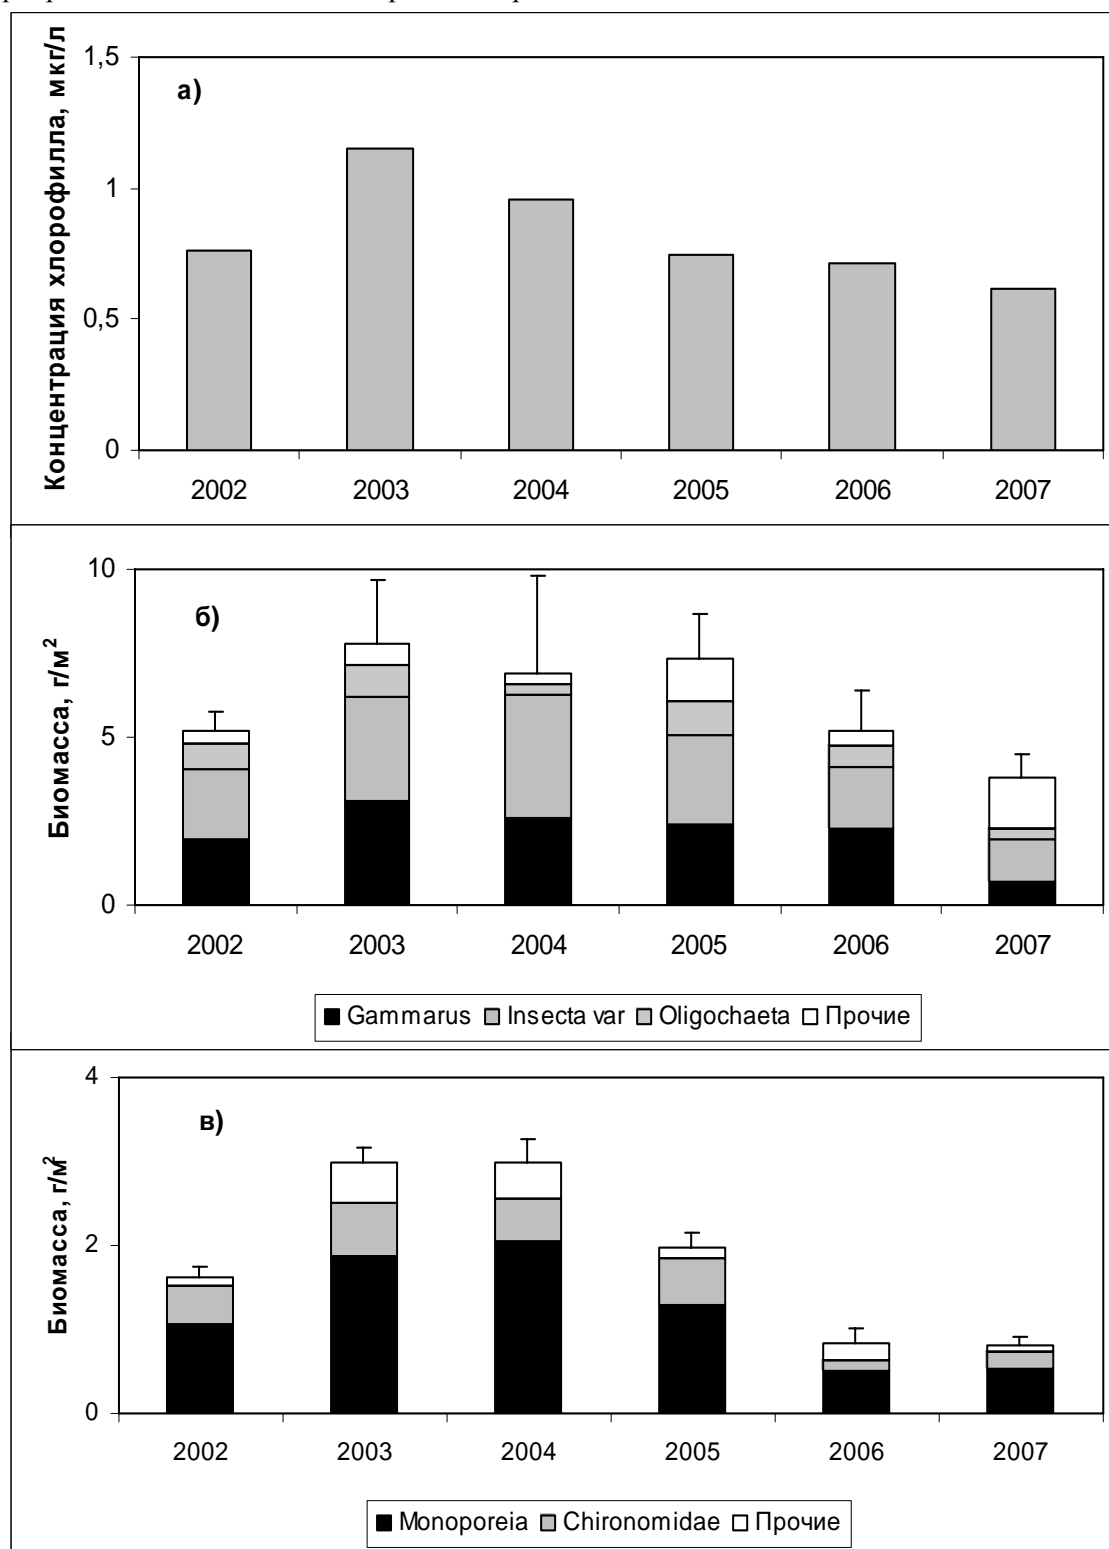 Концентрация хлорофилла, мкг/л
1,5
1
0,5
0
а)
2002 2003 2004 2005 2006 2007
Биомасса, г/м²
10
5
0
б)
2002 2003 2004 2005 2006 2007
Gammarus Insecta var Oligochaeta Прочие
Биомасса, г/м²
4
2
0
в)
2002 2003 2004 2005 2006 2007
Monoporeia Chironomidae Прочие